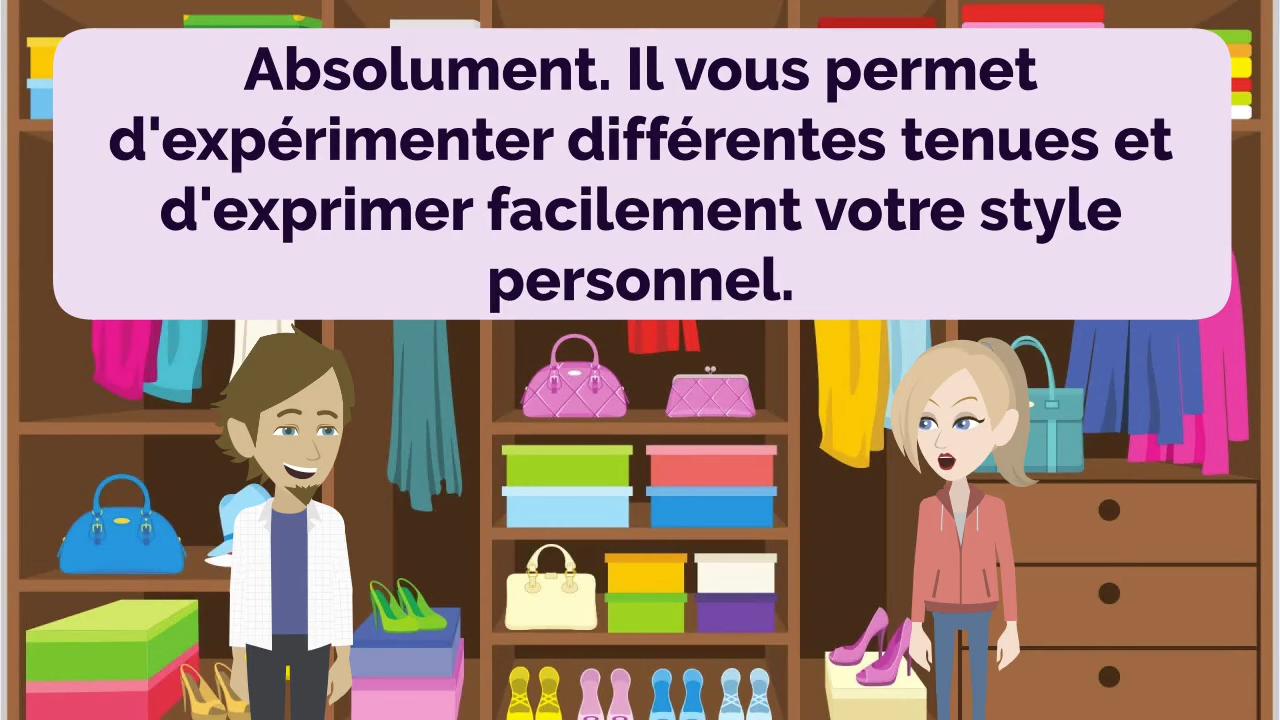 Absolument. Il vous permet
d'expérimenter différentes tenues et
d'exprimer facilement votre style
personnel.